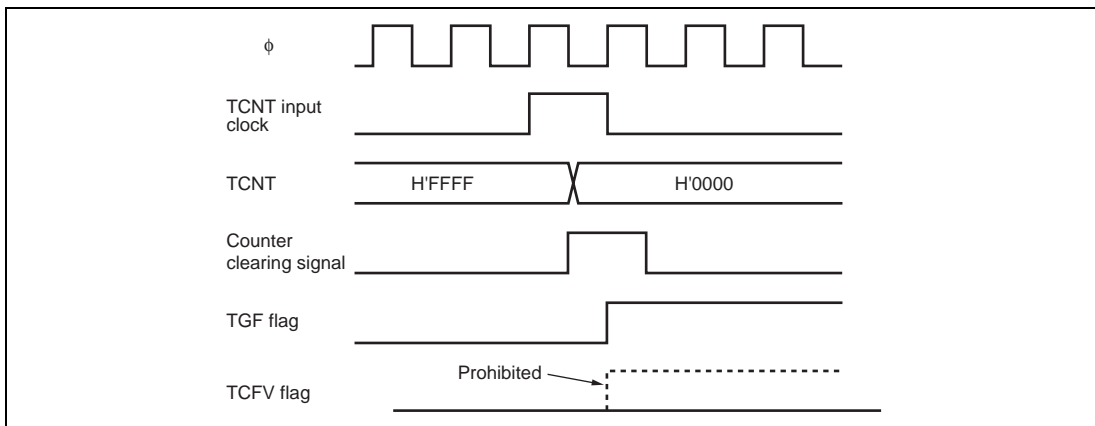 ϕ
TCNT input
clock
TCNT
H'FFFF
H'0000
Counter
clearing signal
TGF flag
Prohibited
TCFV flag